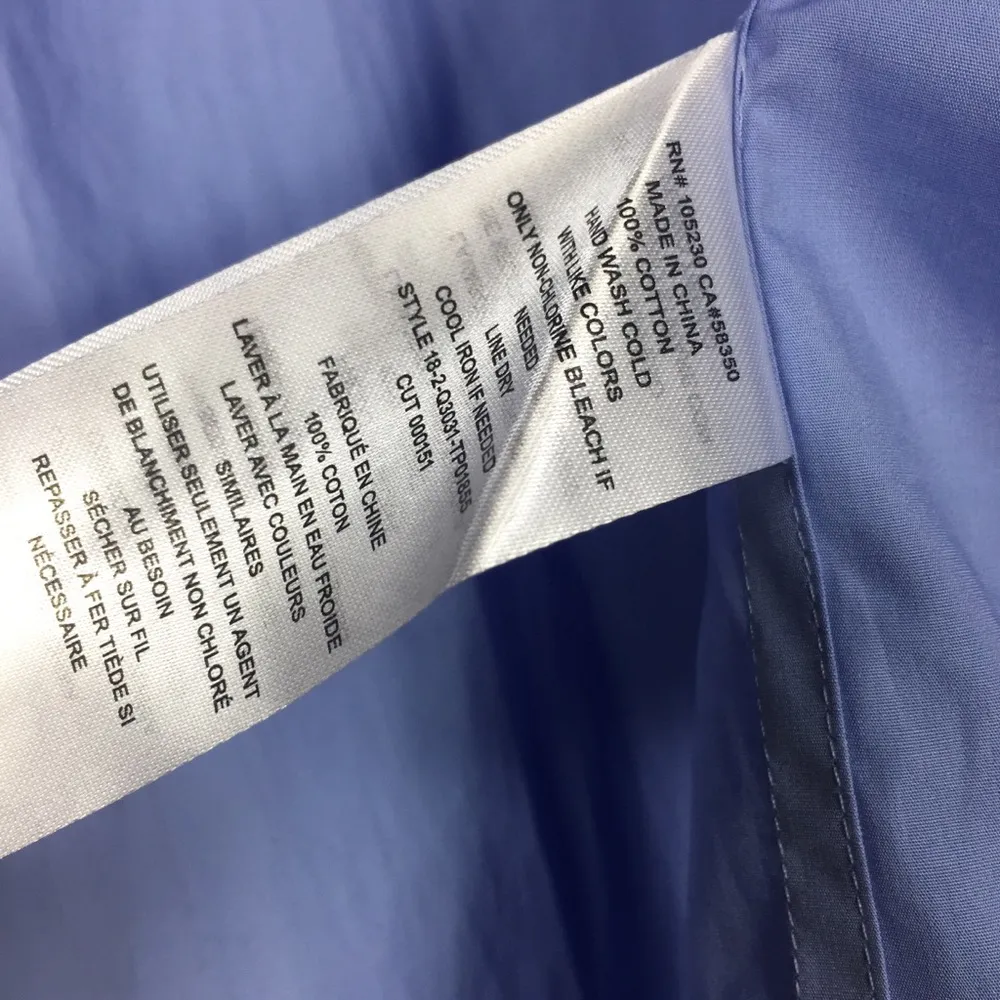 RN# 105230 CA#58350
MADE IN CHINA
100% COTTON
HAND WASH COLD
WITH LIKE COLORS
ONLY NON-CHLORINE BLEACH IF
NEEDED
LINE DRY
COOL IRON IF NEEDED
STYLE 18-2-Q3031-TP01855
CUT 000151
FABRIQUÉ EN CHINE
100% COTON
LAVER À LA MAIN EN EAU FROIDE
LAVER AVEC COULEURS
SIMILAIRES
UTILISER SEULEMENT UN AGENT
DE BLANCHIMENT NON CHLORÉ
AU BESOIN
SÉCHER SUR FIL
REPASSER À FER TIÈDE SI
NÉCESSAIRE